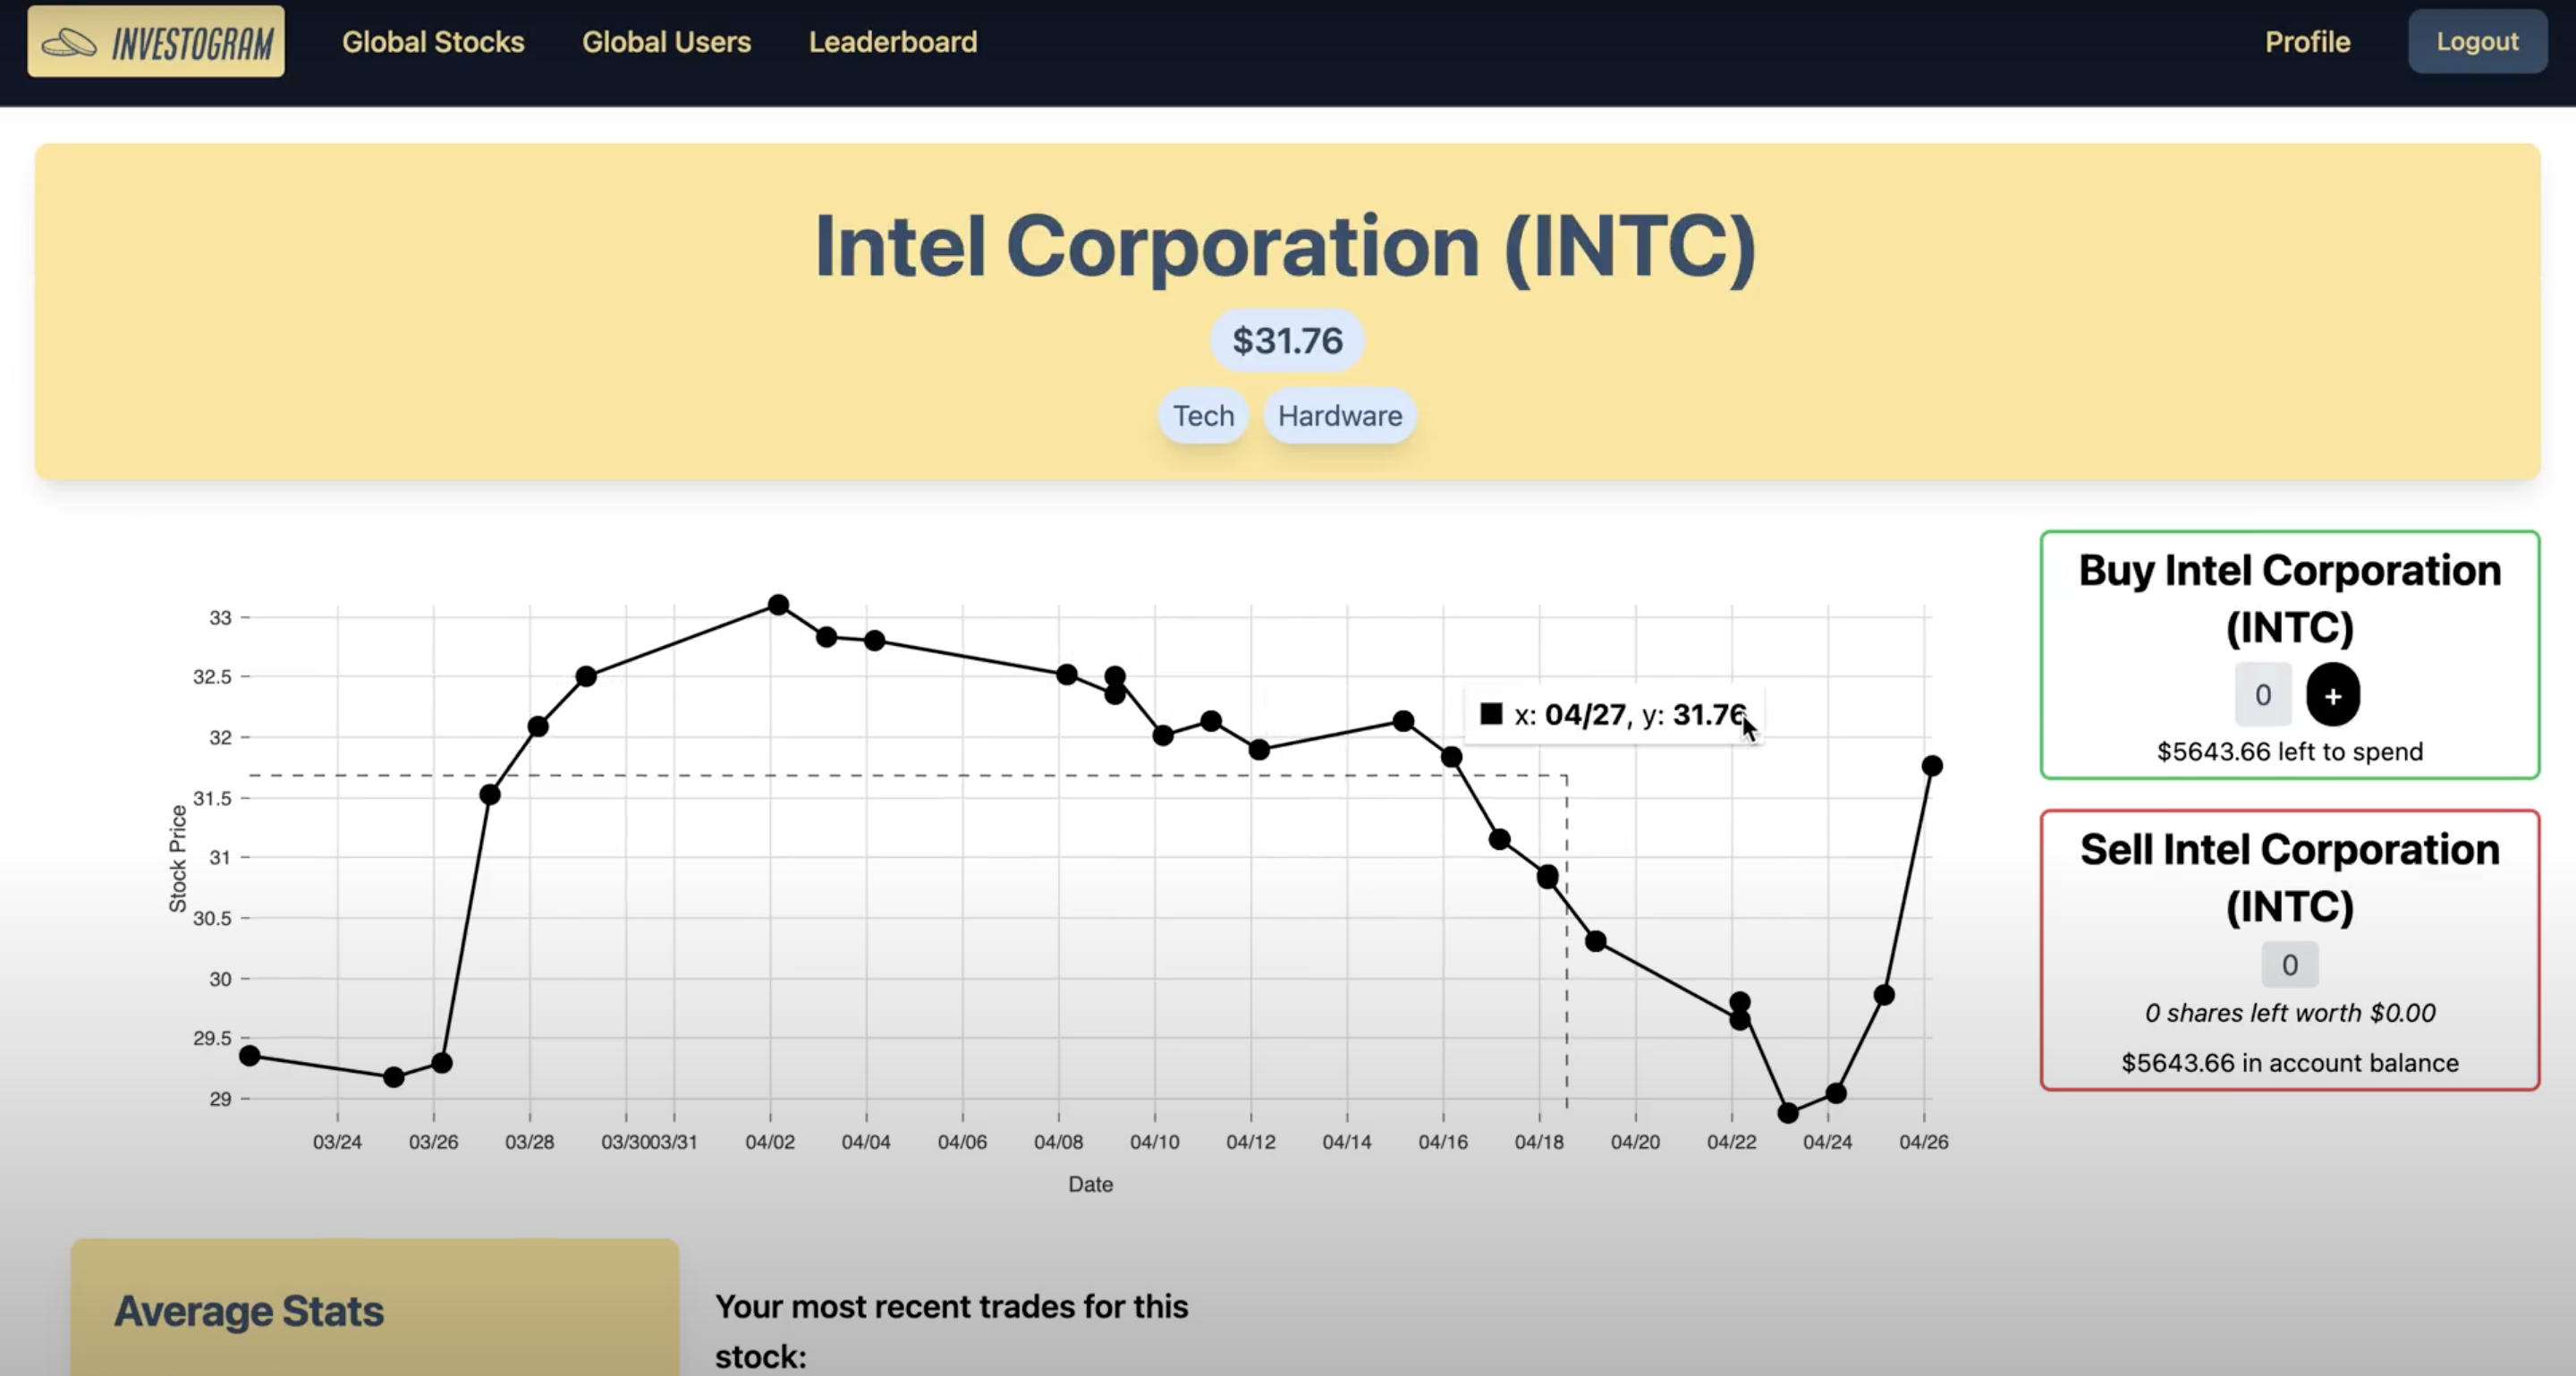 INVESTOGRAM
Global Stocks
Global Users
Leaderboard
Profile
Logout
Intel Corporation (INTC)
$31.76
Tech
Hardware
33
32.5
32
31.5
31
30.5
30
29.5
29
Stock Price
x: 04/27, y: 31.76
03/24
03/26
03/28
03/30
03/31
04/02
04/04
04/06
04/08
04/10
04/12
04/14
04/16
04/18
04/20
04/22
04/24
04/26
Date
Buy Intel Corporation
(INTC)
0
+
$5643.66 left to spend
Sell Intel Corporation
(INTC)
0
0 shares left worth $0.00
$5643.66 in account balance
Average Stats
Your most recent trades for this
stock: